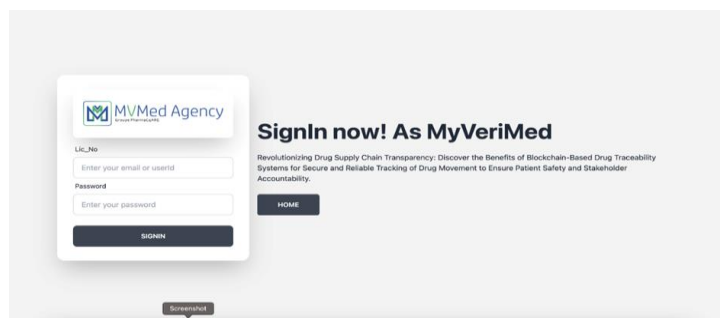 MVMed Agency
Lic_No
Enter your email or userId
Password
Enter your password
SIGNIN
SignIn now! As MyVeriMed
Revolutionizing Drug Supply Chain Transparency: Discover the Benefits of Blockchain-Based Drug Traceability
Systems for Secure and Reliable Tracking of Drug Movement to Ensure Patient Safety and Stakeholder
Accountability.
HOME
Screenshot